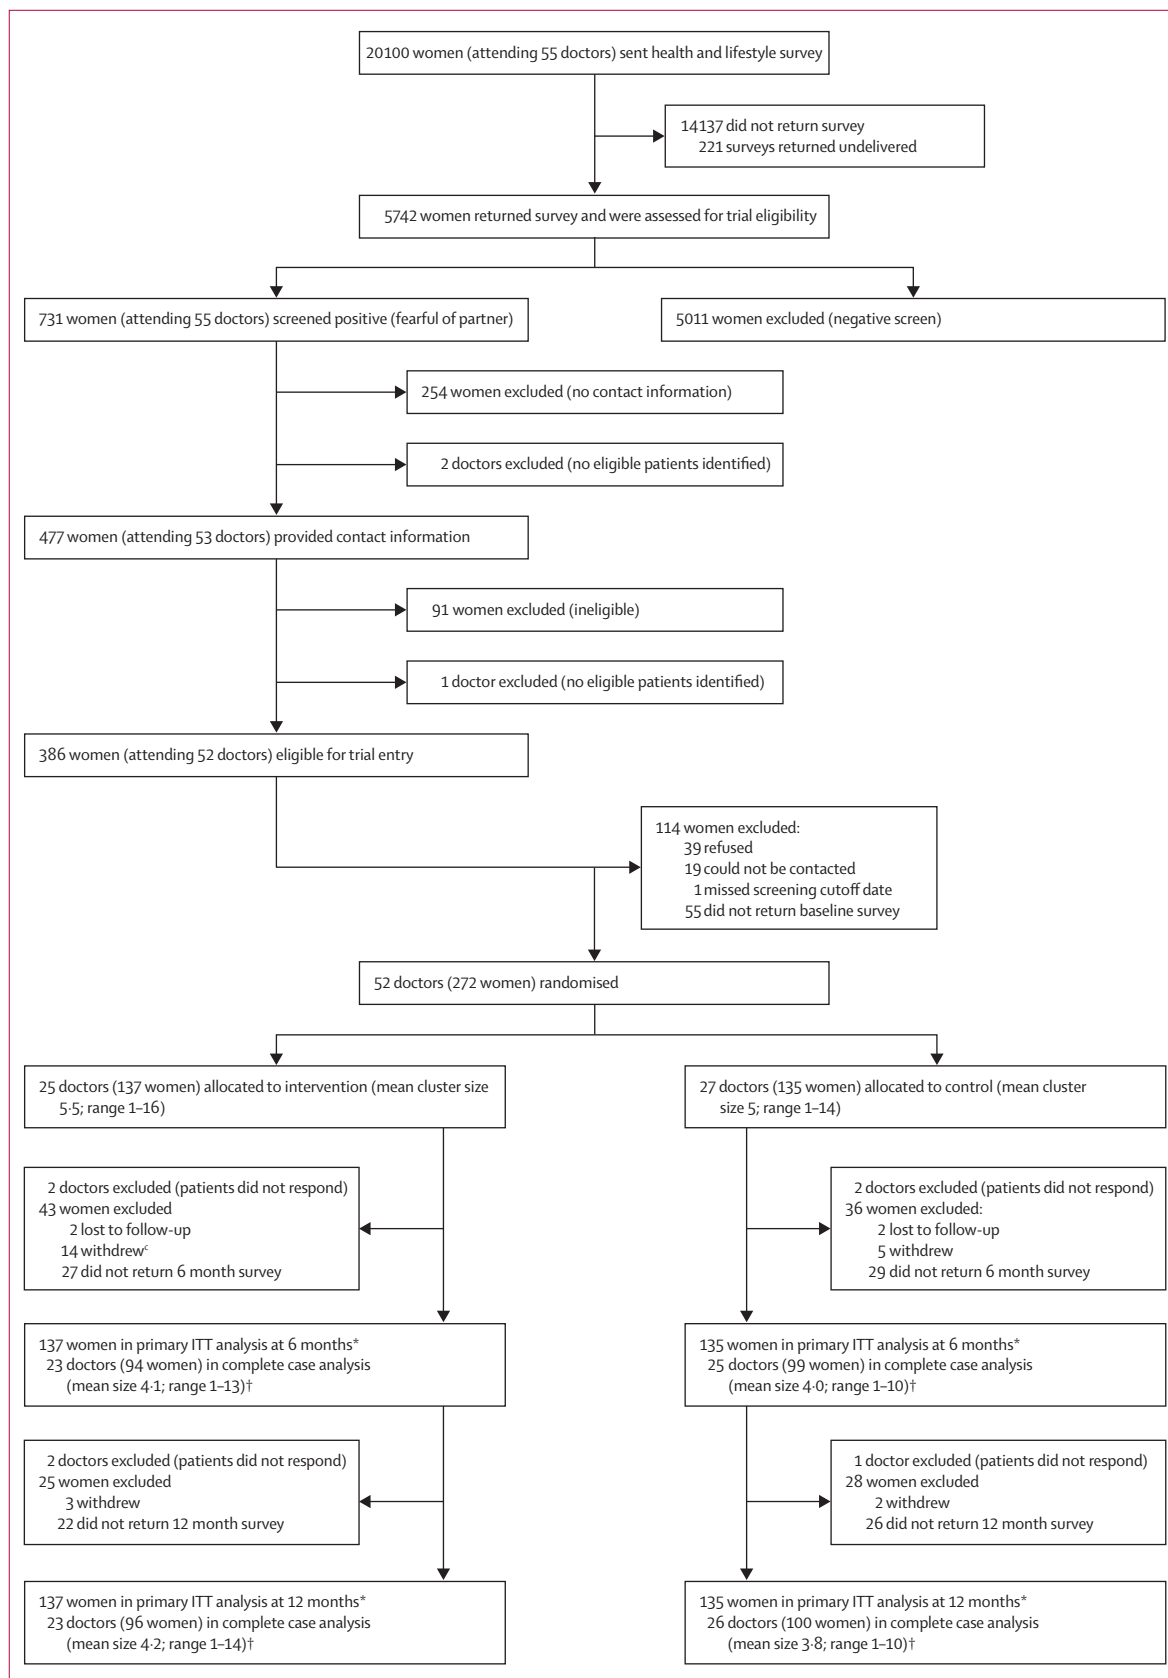 20100 women (attending 55 doctors) sent health and lifestyle survey
14137 did not return survey
221 surveys returned undelivered
5742 women returned survey and were assessed for trial eligibility
731 women (attending 55 doctors) screened positive (fearful of partner)
5011 women excluded (negative screen)
254 women excluded (no contact information)
2 doctors excluded (no eligible patients identified)
477 women (attending 53 doctors) provided contact information
91 women excluded (ineligible)
1 doctor excluded (no eligible patients identified)
386 women (attending 52 doctors) eligible for trial entry
114 women excluded:
39 refused
19 could not be contacted
1 missed screening cutoff date
55 did not return baseline survey
52 doctors (272 women) randomised
25 doctors (137 women) allocated to intervention (mean cluster size
5·5; range 1–16)
27 doctors (135 women) allocated to control (mean cluster
size 5; range 1–14)
2 doctors excluded (patients did not respond)
43 women excluded
2 lost to follow-up
14 withdrewᶜ
27 did not return 6 month survey
2 doctors excluded (patients did not respond)
36 women excluded:
2 lost to follow-up
5 withdrew
29 did not return 6 month survey
137 women in primary ITT analysis at 6 months*
23 doctors (94 women) in complete case analysis
(mean size 4·1; range 1–13)†
135 women in primary ITT analysis at 6 months*
25 doctors (99 women) in complete case analysis
(mean size 4·0; range 1–10)†
2 doctors excluded (patients did not respond)
25 women excluded
3 withdrew
22 did not return 12 month survey
1 doctor excluded (patients did not respond)
28 women excluded
2 withdrew
26 did not return 12 month survey
137 women in primary ITT analysis at 12 months*
23 doctors (96 women) in complete case analysis
(mean size 4·2; range 1–14)†
135 women in primary ITT analysis at 12 months*
26 doctors (100 women) in complete case analysis
(mean size 3·8; range 1–10)†